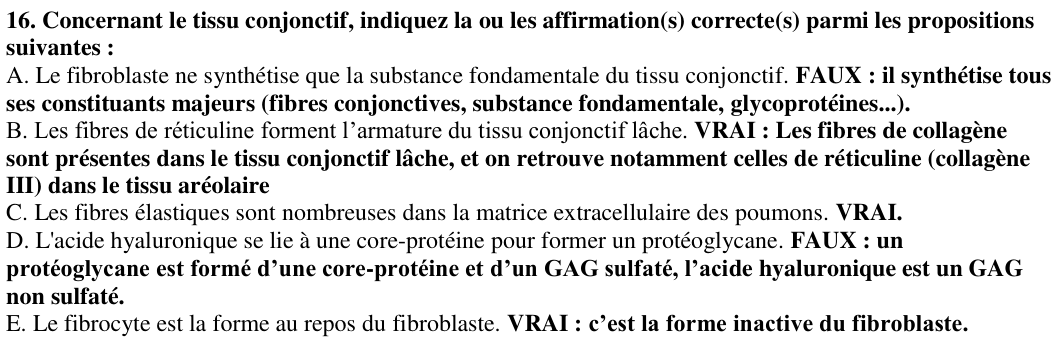 16. Concernant le tissu conjonctif, indiquez la ou les affirmation(s) correcte(s) parmi les propositions
suivantes :
A. Le fibroblaste ne synthétise que la substance fondamentale du tissu conjonctif. FAUX : il synthétise tous
ses constituants majeurs (fibres conjonctives, substance fondamentale, glycoprotéines...).
B. Les fibres de réticuline forment l’armature du tissu conjonctif lâche. VRAI : Les fibres de collagène
sont présentes dans le tissu conjonctif lâche, et on retrouve notamment celles de réticuline (collagène
III) dans le tissu aréolaire
C. Les fibres élastiques sont nombreuses dans la matrice extracellulaire des poumons. VRAI.
D. L'acide hyaluronique se lie à une core-protéine pour former un protéoglycane. FAUX : un
protéoglycane est formé d’une core-protéine et d’un GAG sulfaté, l’acide hyaluronique est un GAG
non sulfaté.
E. Le fibrocyte est la forme au repos du fibroblaste. VRAI : c’est la forme inactive du fibroblaste.